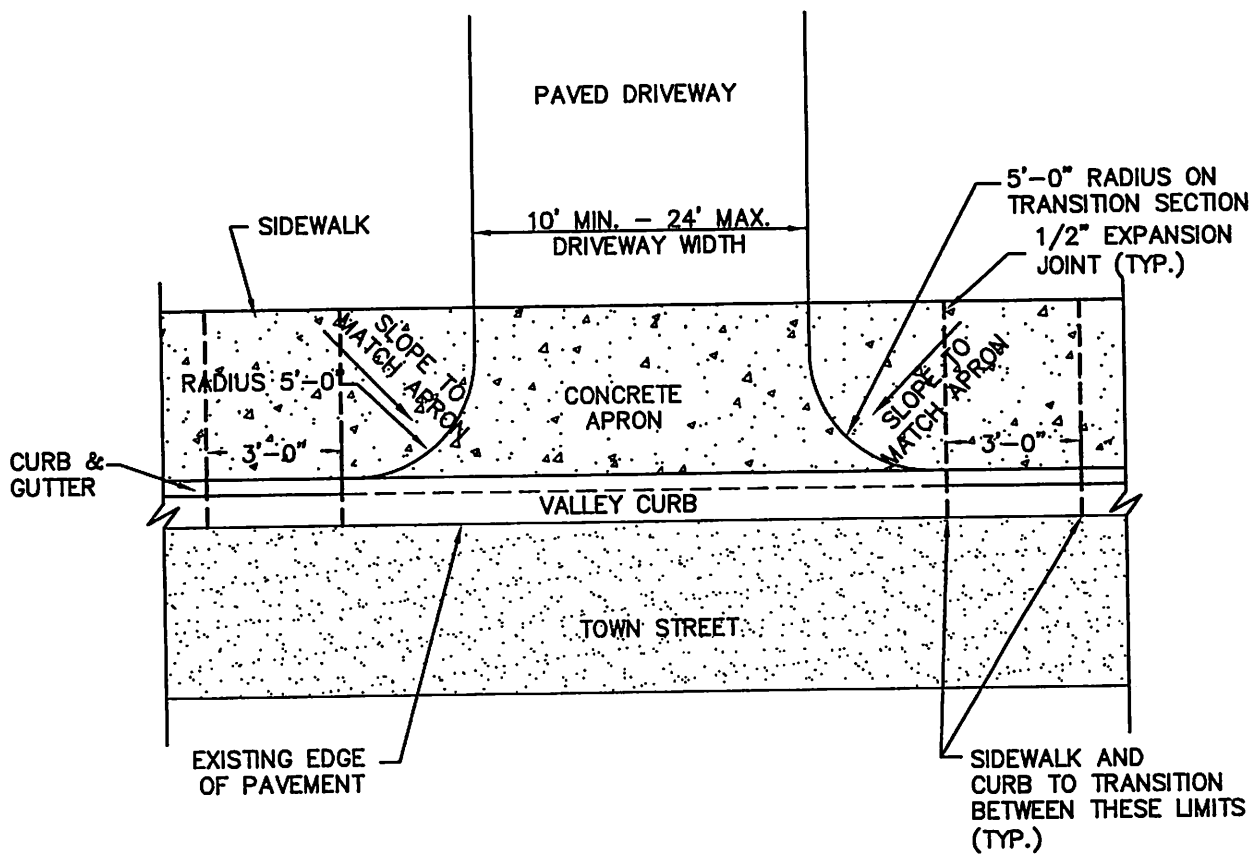 PAVED DRIVEWAY
5'-0" RADIUS ON
TRANSITION SECTION
SIDEWALK
10' MIN. - 24' MAX.
DRIVEWAY WIDTH
1/2" EXPANSION
JOINT (TYP.)
SLOPE TO
MATCH APRON
RADIUS 5'-0"
CONCRETE
APRON
SLOPE TO
MATCH APRON
3'-0"
3'-0"
CURB &
GUTTER
VALLEY CURB
TOWN STREET
EXISTING EDGE
OF PAVEMENT
SIDEWALK AND
CURB TO TRANSITION
BETWEEN THESE LIMITS
(TYP.)